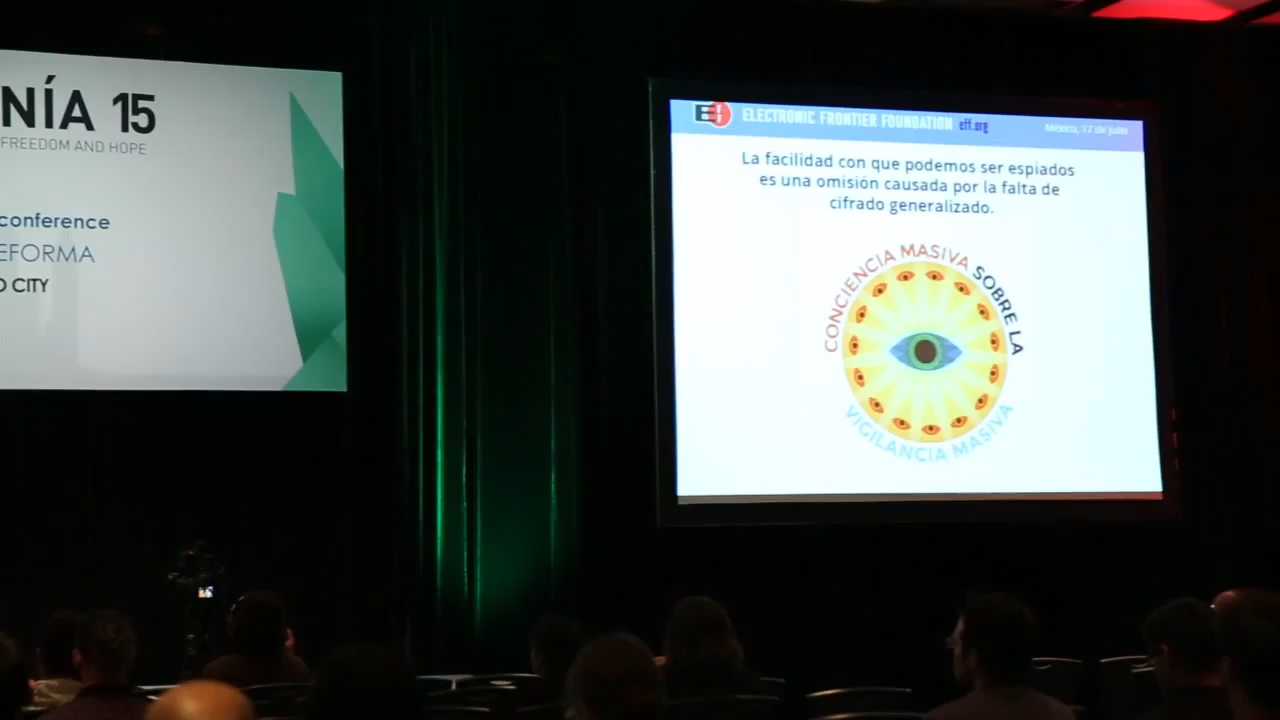 NÍA 15
FREEDOM AND HOPE
conference
EFORMA
O CITY
EFF ELECTRONIC FRONTIER FOUNDATION eff.org
México, 17 de julio
La facilidad con que podemos ser espiados
es una omisión causada por la falta de
cifrado generalizado.
CONCIENCIA MASIVA SOBRE LA
VIGILANCIA MASIVA